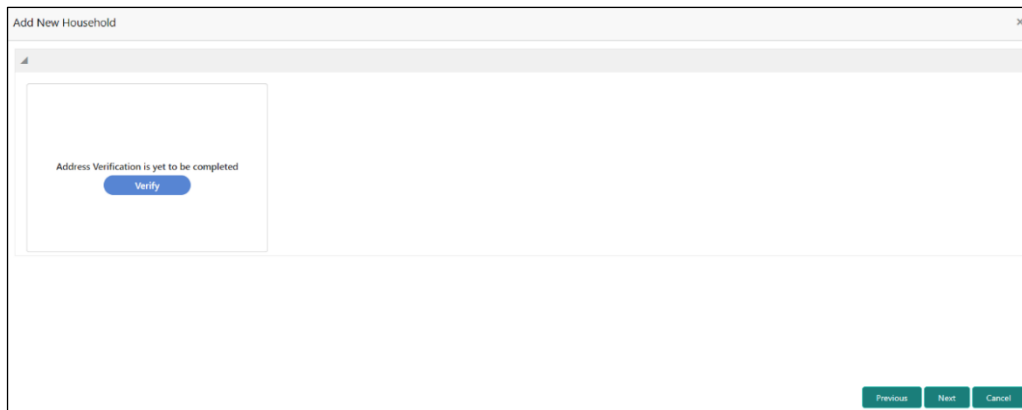 Add New Household
Address Verification is yet to be completed
Verify
Previous Next Cancel